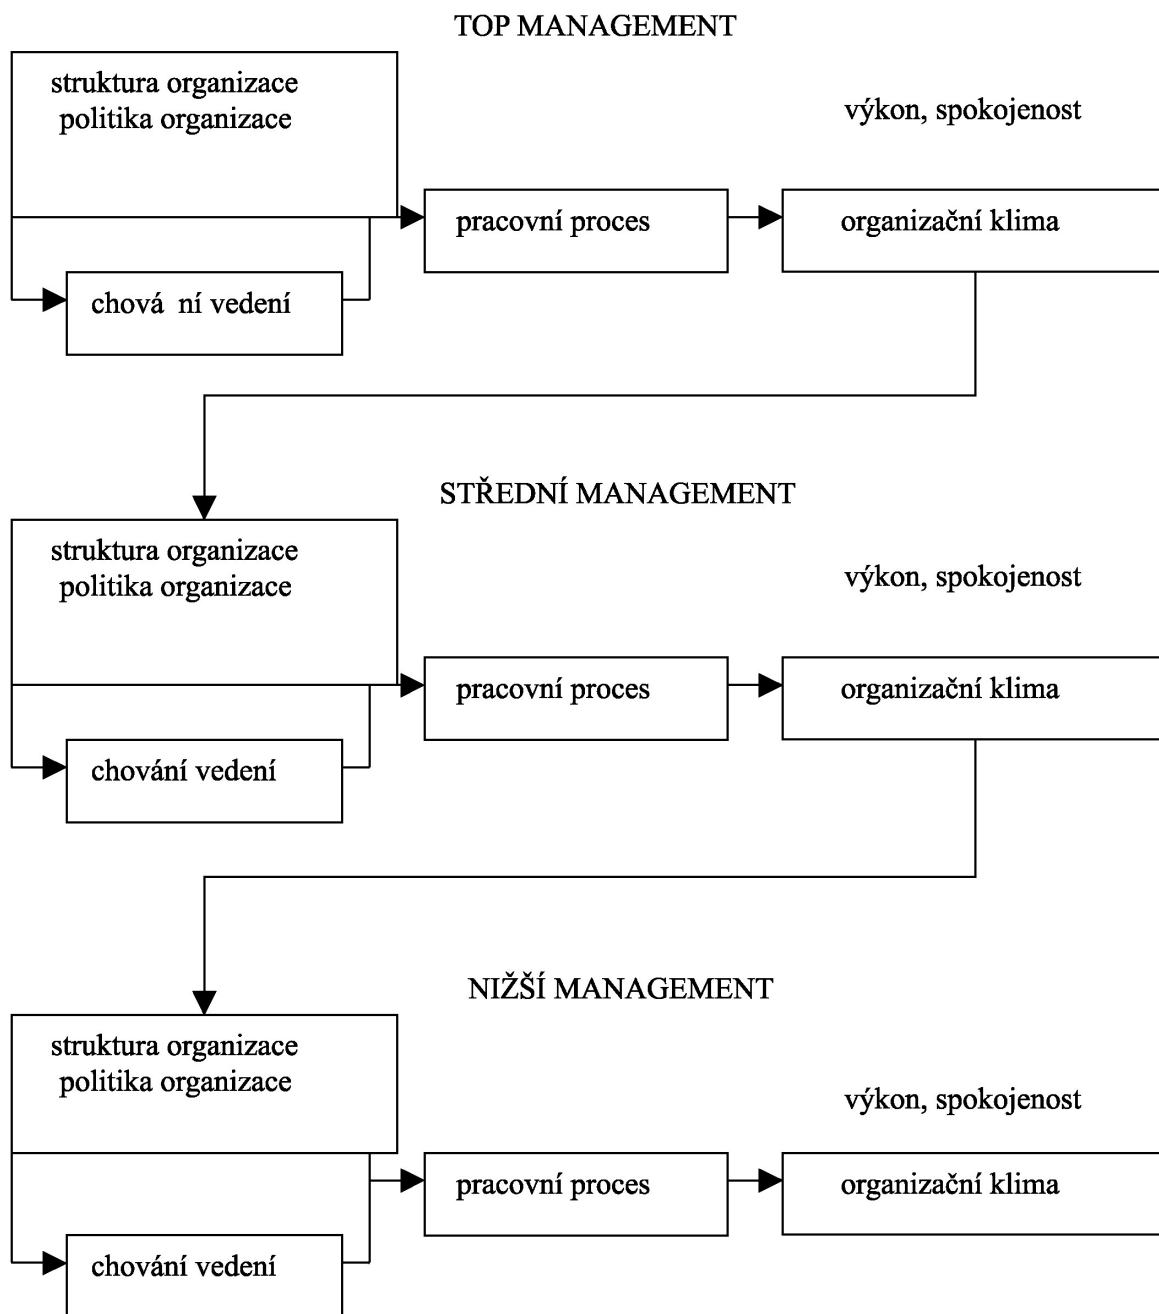 TOP MANAGEMENT
struktura organizace
politika organizace
výkon, spokojenost
pracovní proces
organizační klima
chová ní vedení
STŘEDNÍ MANAGEMENT
struktura organizace
politika organizace
výkon, spokojenost
pracovní proces
organizační klima
chování vedení
NIŽŠÍ MANAGEMENT
struktura organizace
politika organizace
výkon, spokojenost
pracovní proces
organizační klima
chování vedení